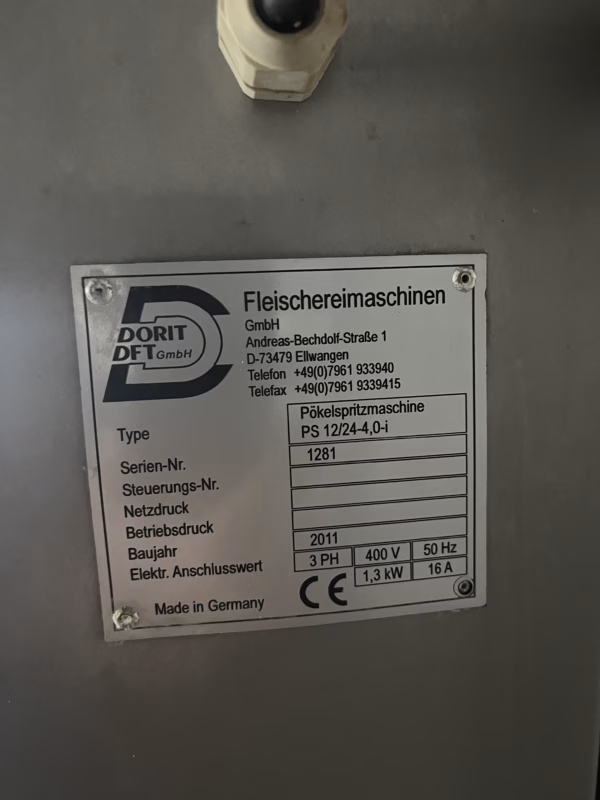 DORIT
DFT GmbH
Fleischereimaschinen
GmbH
Andreas-Bechdolf-Straße 1
D-73479 Ellwangen
Telefon +49(0)7961 933940
Telefax +49(0)7961 9339415
Type Pökelspritzmaschine
PS 12/24-4,0-i
Serien-Nr. 1281
Steuerungs-Nr.
Netzdruck
Betriebsdruck
Baujahr 2011
Elektr. Anschlusswert 3 PH 400 V 50 Hz
1,3 kW 16 A
Made in Germany CE